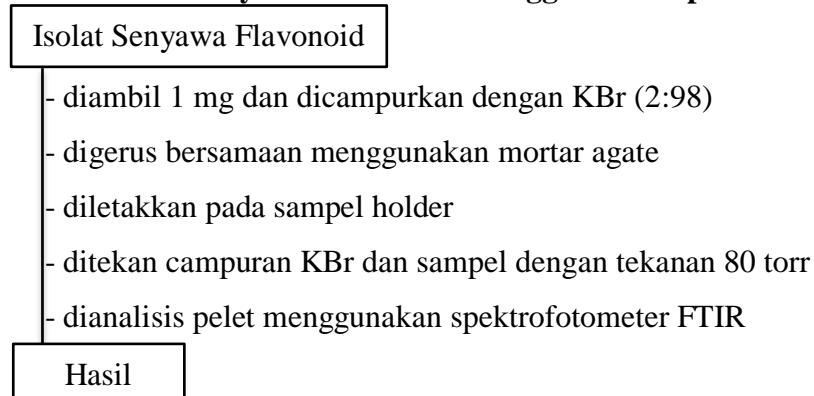 Isolat Senyawa Flavonoid
- diambil 1 mg dan dicampurkan dengan KBr (2:98)
- digerus bersamaan menggunakan mortar agate
- diletakkan pada sampel holder
- ditekan campuran KBr dan sampel dengan tekanan 80 torr
- dianalisis pelet menggunakan spektrofotometer FTIR
Hasil